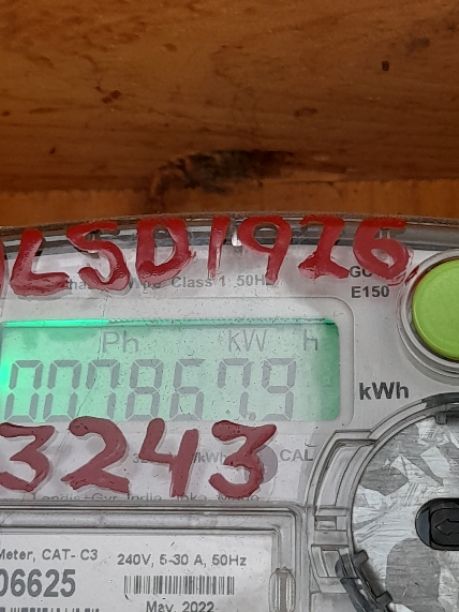 LSD1926
Class 1 50Hz
E150
Ph kW h
007867.9
kWh
3243
CAL
Meter, CAT- C3 240V, 5-30 A, 50Hz
06625
May, 2022